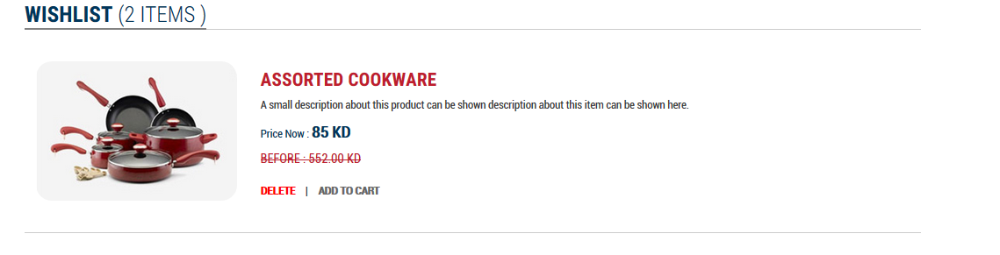 WISHLIST (2 ITEMS )
ASSORTED COOKWARE
A small description about this product can be shown description about this item can be shown here.
Price Now : 85 KD
BEFORE : 552.00 KD
DELETE | ADD TO CART